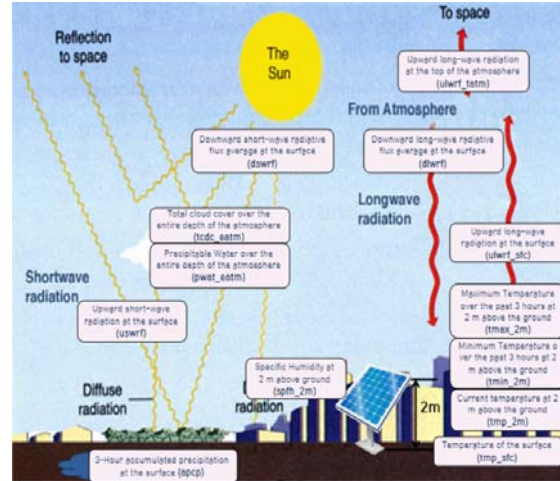 Reflection
to space
The
Sun
To space
Upward long-wave radiation
at the top of the atmosphere
(ulwrf_tatm)
From Atmosphere
Downward short-wave radiative
flux average at the surface
(dswrf)
Downward long-wave radiative
flux average at the surface
(dlwrf)
Longwave
radiation
Total cloud cover over the
entire depth of the atmosphere
(tcdc_eatm)
Precipitable Water over the
entire depth of the atmosphere
(pwat_eatm)
Upward long-wave
radiation at the surface
(ulwrf_sfc)
Shortwave
radiation
Upward short-wave
radiation at the surface
(uswrf)
Maximum Temperature
over the past 3 hours at
2 m above the ground
(tmax_2m)
Minimum Temperature o
ver the past 3 hours at 2
m above the ground
(tmin_2m)
Specific Humidity at
2 m above ground
(spfh_2m)
Diffuse
radiation
radiation
2m
Current temperature at 2
m above the ground
(tmp_2m)
Temperature of the surface
(tmp_sfc)
3-Hour accumulated precipitation
at the surface (apcp)